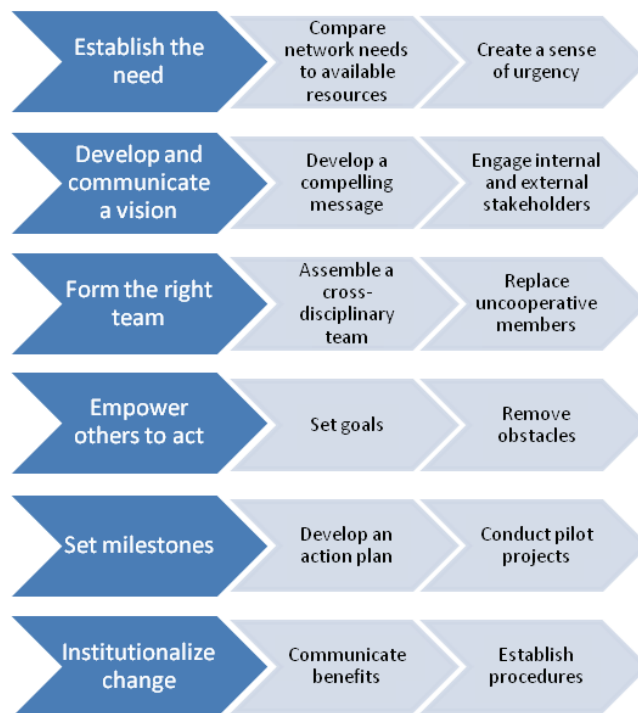 Establish the
need
Compare
network needs
to available
resources
Create a sense
of urgency
Develop and
communicate
a vision
Develop a
compelling
message
Engage internal
and external
stakeholders
Form the right
team
Assemble a
cross-
disciplinary
team
Replace
uncooperative
members
Empower
others to act
Set goals
Remove
obstacles
Set milestones
Develop an
action plan
Conduct pilot
projects
Institutionalize
change
Communicate
benefits
Establish
procedures